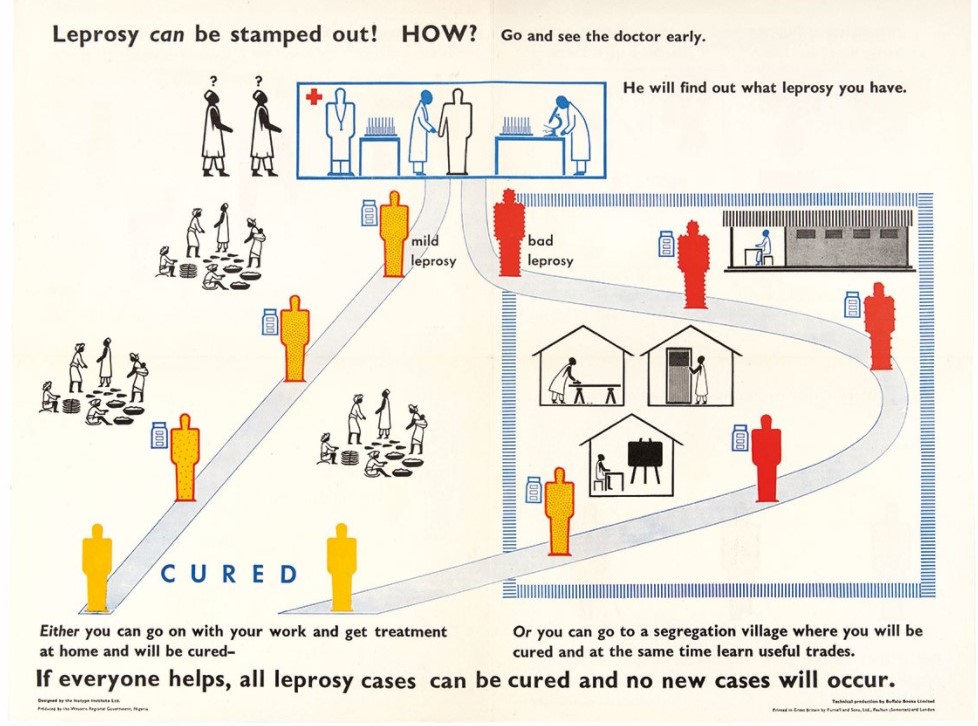 Leprosy can be stamped out! HOW? Go and see the doctor early.
He will find out what leprosy you have.
? ?
mild
leprosy
bad
leprosy
CURED
Either you can go on with your work and get treatment
at home and will be cured–
Or you can go to a segregation village where you will be
cured and at the same time learn useful trades.
If everyone helps, all leprosy cases can be cured and no new cases will occur.
Designed by the Isotype Institute Ltd.
Produced by the Western Regional Government, Nigeria
Technical production by Buffalo Books Limited
Printed in Great Britain by Purnell and Sons, Ltd., Paulton (Somerset) and London